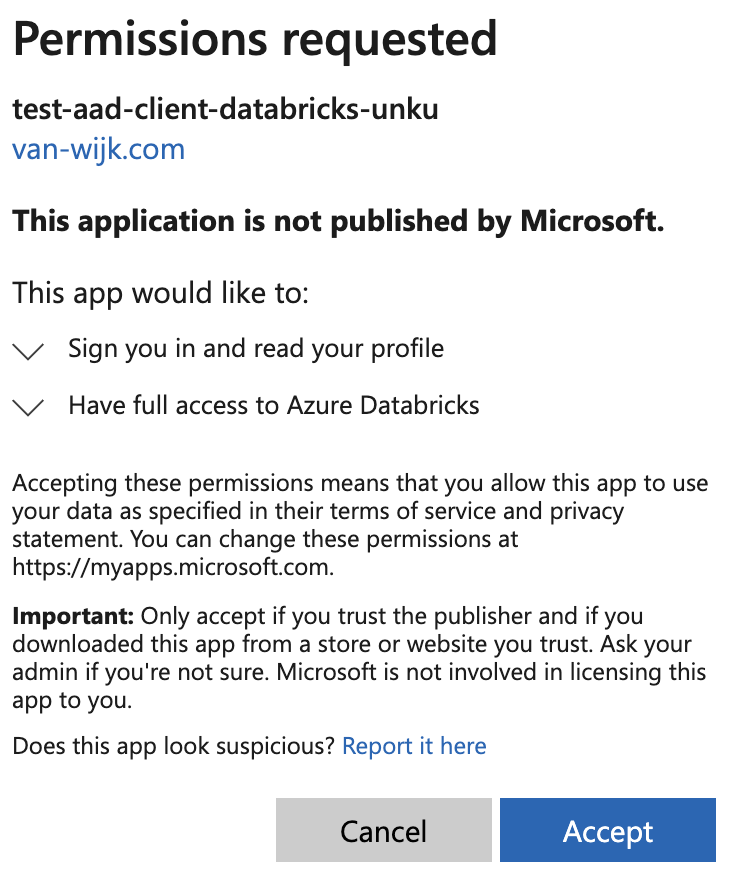 Permissions requested
test-aad-client-databricks-unku
van-wijk.com
This application is not published by Microsoft.
This app would like to:
Sign you in and read your profile
Have full access to Azure Databricks
Accepting these permissions means that you allow this app to use
your data as specified in their terms of service and privacy
statement. You can change these permissions at
https://myapps.microsoft.com.
Important: Only accept if you trust the publisher and if you
downloaded this app from a store or website you trust. Ask your
admin if you're not sure. Microsoft is not involved in licensing this
app to you.
Does this app look suspicious? Report it here
Cancel
Accept